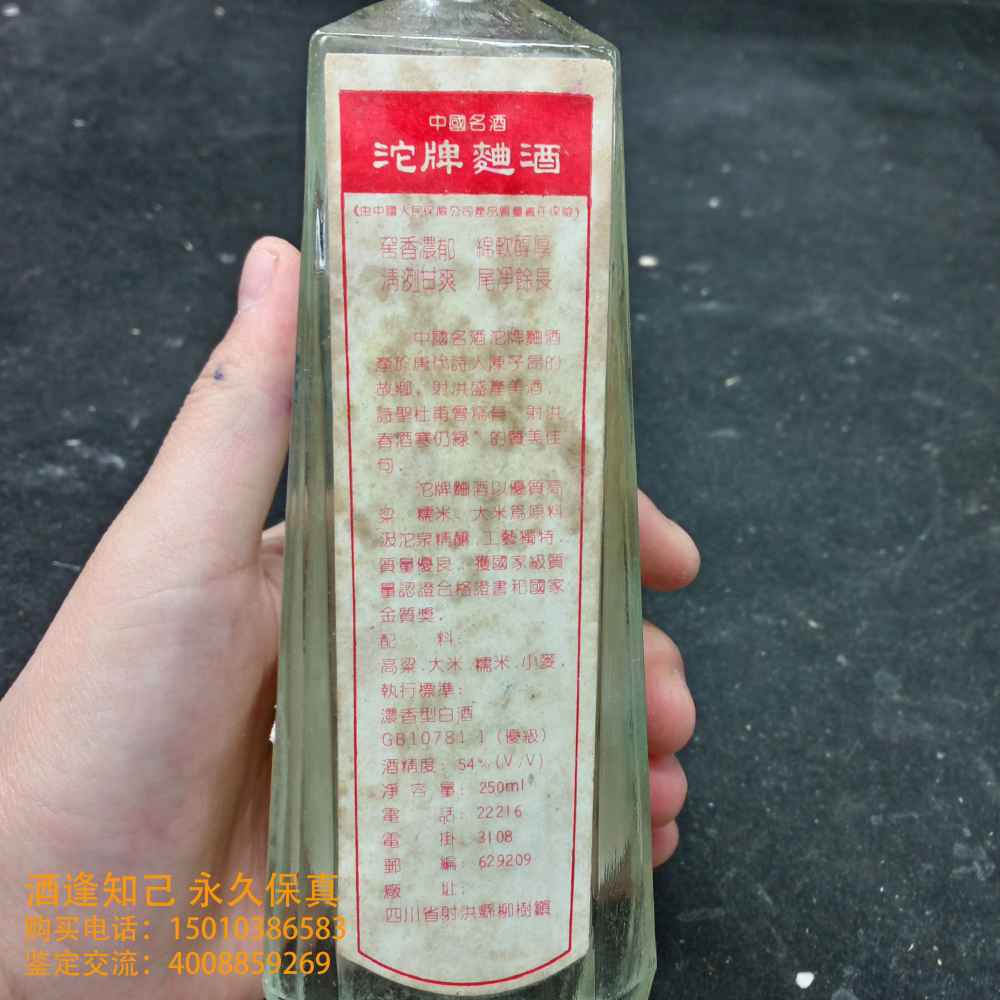 中國名酒
沱牌麯酒
《由中國人民保險公司產品質量責任保險》
窖香濃郁 綿軟醇厚
清洌甘爽 尾凈餘長
中國名酒沱牌麯酒
產於唐代詩人陳子昂的
故鄉，射洪盛產美酒，
詩聖杜甫曾寫有“射洪
春酒寒仍綠”的贊美佳
句．
沱牌麯酒以優質高
粱．糯米．大米爲原料
汲沱泉精釀，工藝獨特，
質量優良．獲國家級質
量認證合格證書和國家
金質獎．
配 料：
高粱．大米．糯米．小麥．
執行標準：
濃香型白酒
GB10781.1（優級）
酒精度：54%(V/V)
淨容量：250ml
電 話：22216
電 掛：3108
郵 編：629209
廠 址：
四川省射洪縣柳樹鎮
酒逢知己 永久保真
购买电话：15010386583
鉴定交流：4008859269